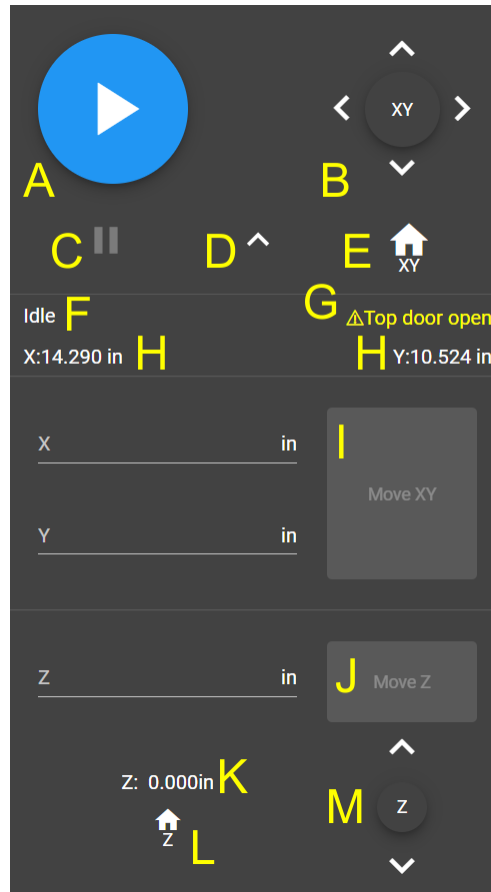 XY
A
B
C
D
E
XY
Idle F
G ⚠Top door open
X:14.290 in H
H Y:10.524 in
X in
I
Move XY
Y in
Z in
J Move Z
Z: 0.000in K
M Z
Z L